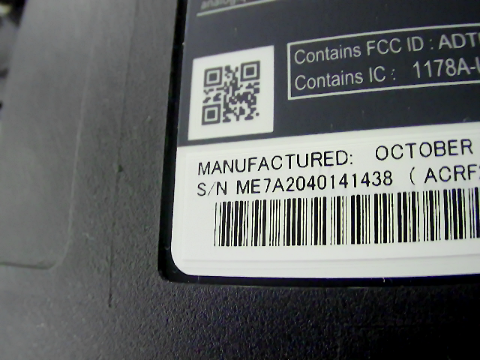 Contains FCC ID : ADT
Contains IC : 1178A-
MANUFACTURED: OCTOBER
S/N ME7A2040141438 ( ACRF